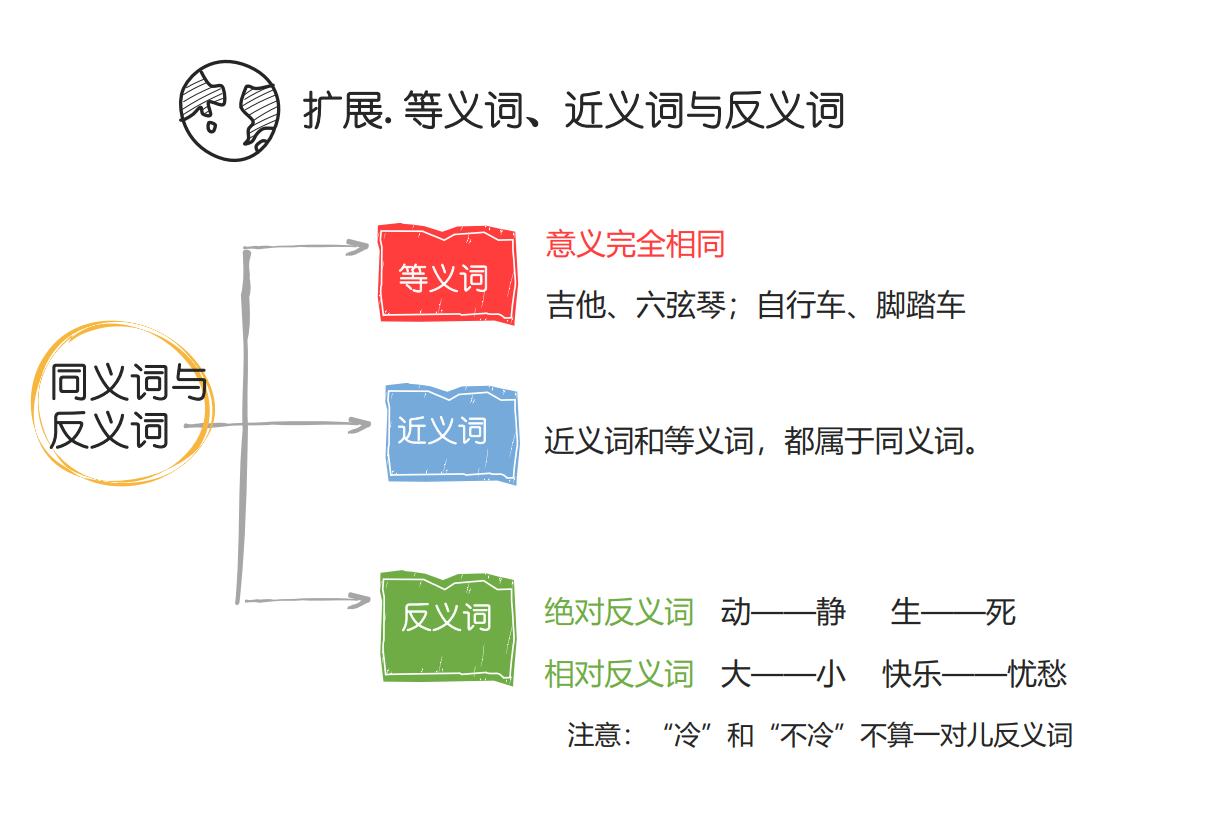 扩展. 等义词、近义词与反义词
意义完全相同
等义词
吉他、六弦琴；自行车、脚踏车
同义词与
反义词
近义词
近义词和等义词，都属于同义词。
反义词
绝对反义词 动——静 生——死
相对反义词 大——小 快乐——忧愁
注意：“冷”和“不冷”不算一对儿反义词